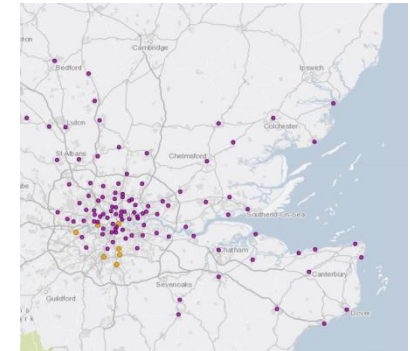 Cambridge
Bedford
Ipswich
Luton
Colchester
St Albans
Chelmsford
Southend-On-Sea
Chatham
Canterbury
Sevenoaks
Guildford
Dover